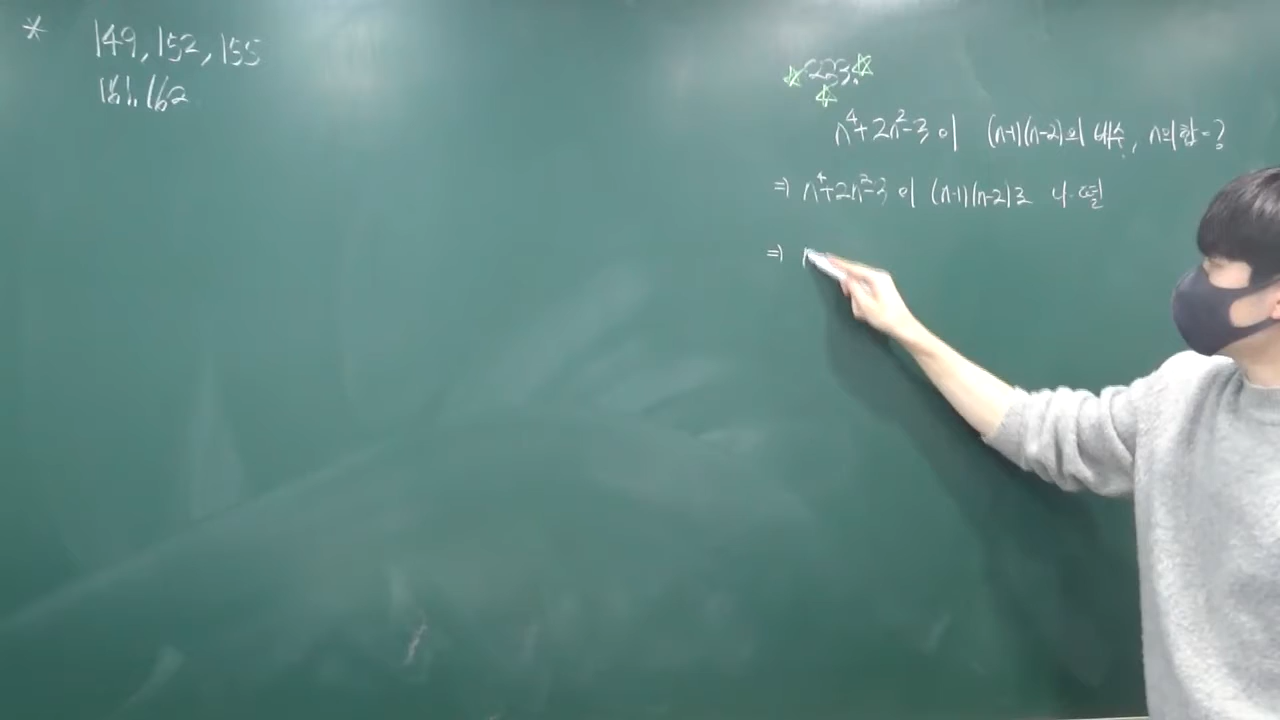 * 149, 152, 155
161, 162
☆ 223. ☆
☆
n⁴+2n²-3 이 (n-1)(n-2)의 배수, n의 합=?
⇒ n⁴+2n²-3 이 (n-1)(n-2)로 나·떨
⇒